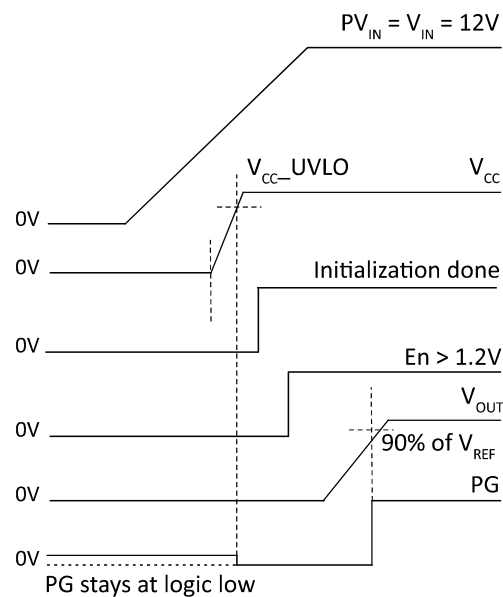 PV_IN = V_IN = 12V
V_CC_UVLO
V_CC
0V
0V
Initialization done
0V
En > 1.2V
V_OUT
0V
90% of V_REF
PG
0V
0V
PG stays at logic low